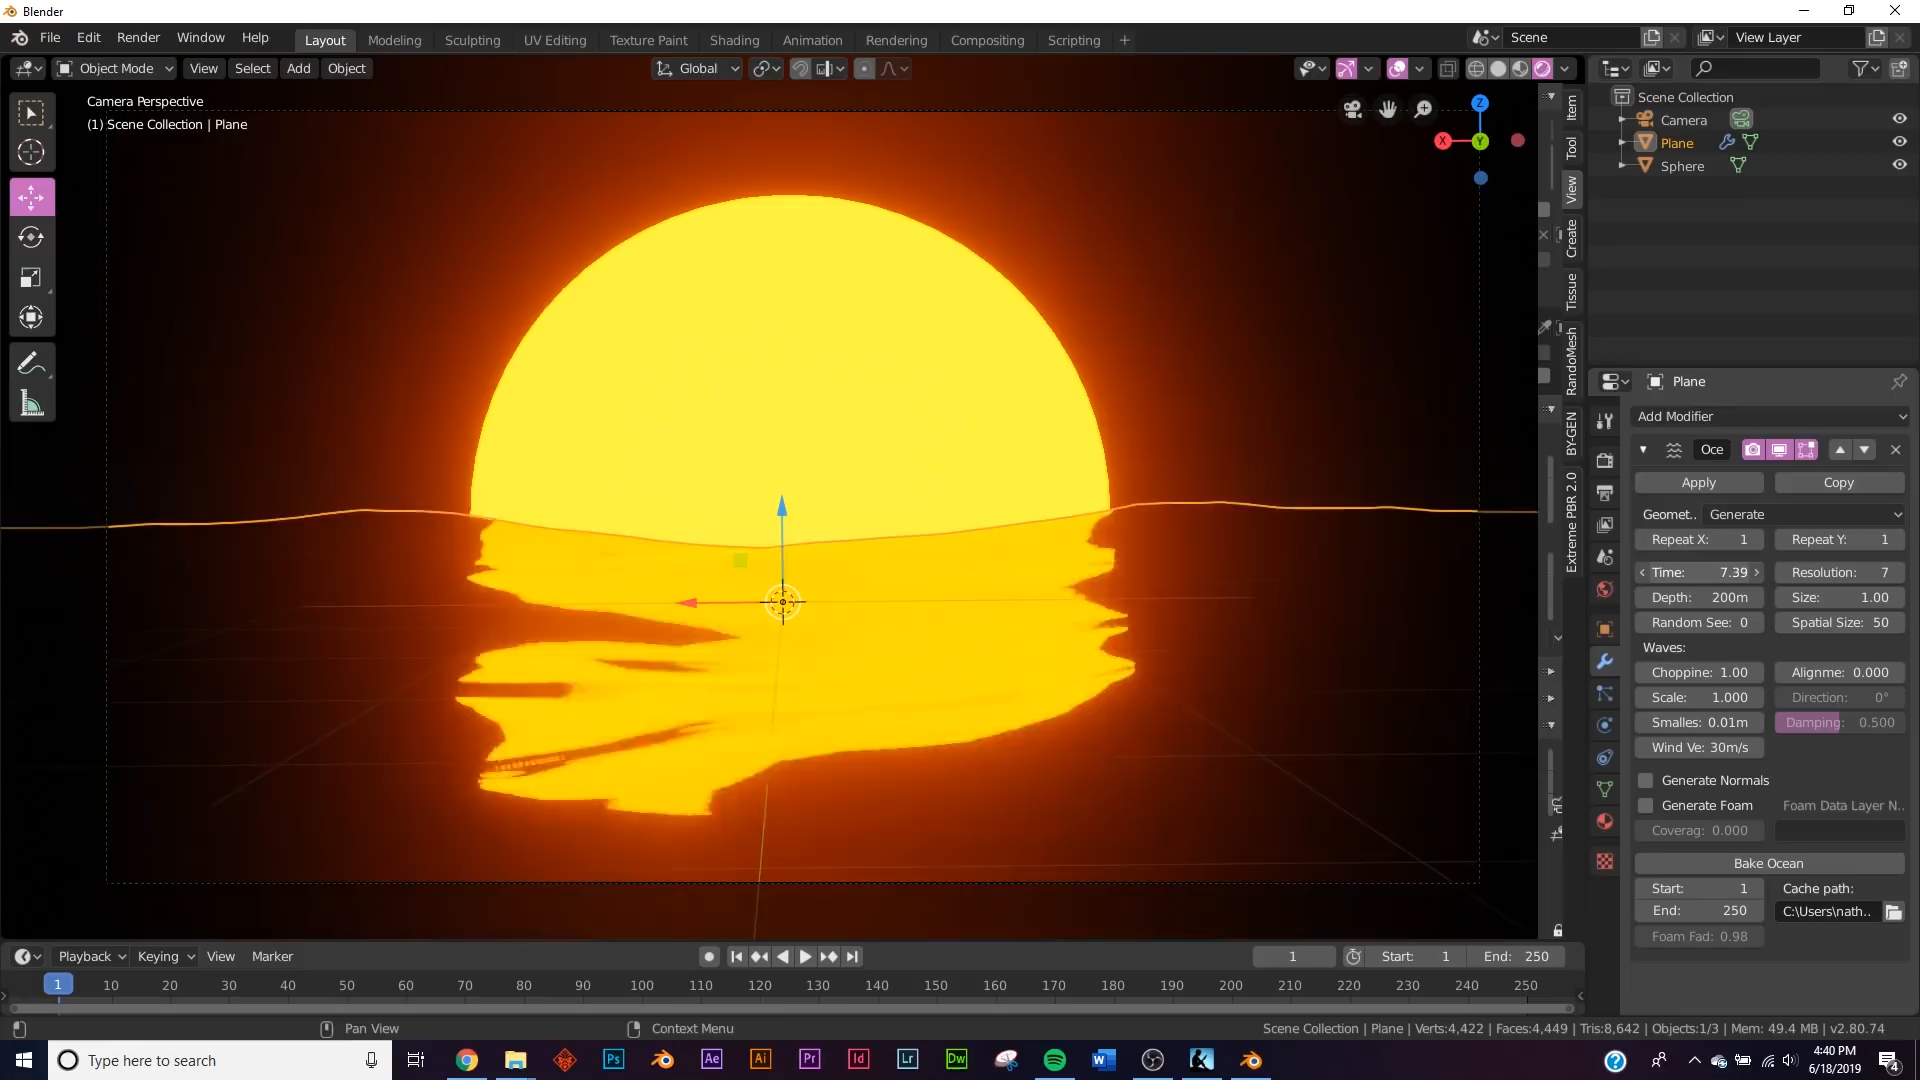 Blender
File Edit Render Window Help Layout Modeling Sculpting UV Editing Texture Paint Shading Animation Rendering Compositing Scripting + Scene View Layer
Object Mode View Select Add Object Global
Camera Perspective
(1) Scene Collection | Plane
Z
X
Y
Item
Tool
View
Create
Tissue
RandoMesh
BY-GEN
Extreme PBR 2.0
Scene Collection
Camera
Plane
Sphere
Plane
Add Modifier
Oce
Apply Copy
Geomet.. Generate
Repeat X: 1 Repeat Y: 1
Time: 7.39 Resolution: 7
Depth: 200m Size: 1.00
Random See: 0 Spatial Size: 50
Waves:
Choppine: 1.00 Alignme: 0.000
Scale: 1.000 Direction: 0°
Smalles: 0.01m Damping: 0.500
Wind Ve: 30m/s
Generate Normals
Generate Foam Foam Data Layer N..
Coverag: 0.000
Bake Ocean
Start: 1 Cache path:
End: 250 C:\Users\nath..
Foam Fad: 0.98
Playback Keying View Marker 1 Start: 1 End: 250
1 10 20 30 40 50 60 70 80 90 100 110 120 130 140 150 160 170 180 190 200 210 220 230 240 250
Pan View Context Menu Scene Collection | Plane | Verts:4,422 | Faces:4,449 | Tris:8,642 | Objects:1/3 | Mem: 49.4 MB | v2.80.74
Type here to search Ps Ae Ai Pr Id Lr Dw W ? 4:40 PM
6/18/2019 4